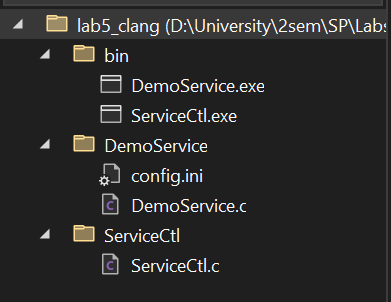 lab5_clang (D:\University\2sem\SP\Labs
bin
DemoService.exe
ServiceCtl.exe
DemoService
config.ini
DemoService.c
ServiceCtl
ServiceCtl.c